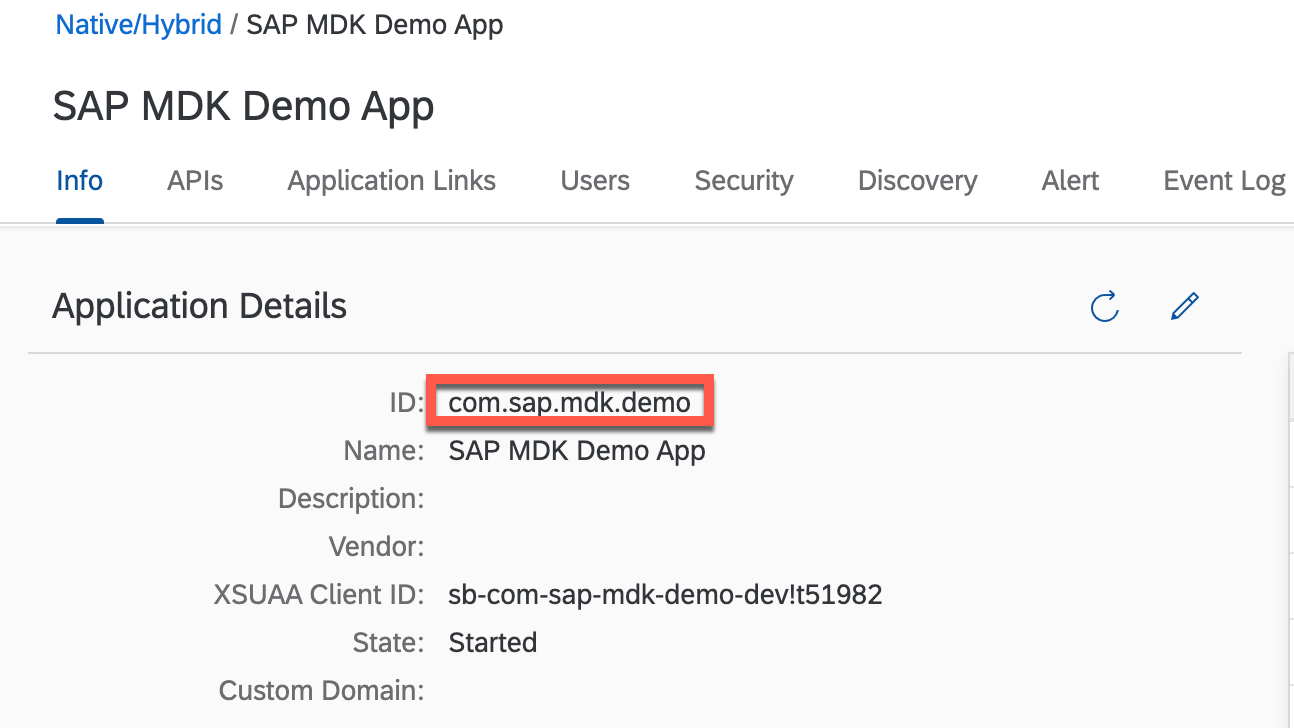 Native/Hybrid / SAP MDK Demo App
SAP MDK Demo App
Info APIs Application Links Users Security Discovery Alert Event Log
Application Details
ID: com.sap.mdk.demo
Name: SAP MDK Demo App
Description:
Vendor:
XSUAA Client ID: sb-com-sap-mdk-demo-dev!t51982
State: Started
Custom Domain: